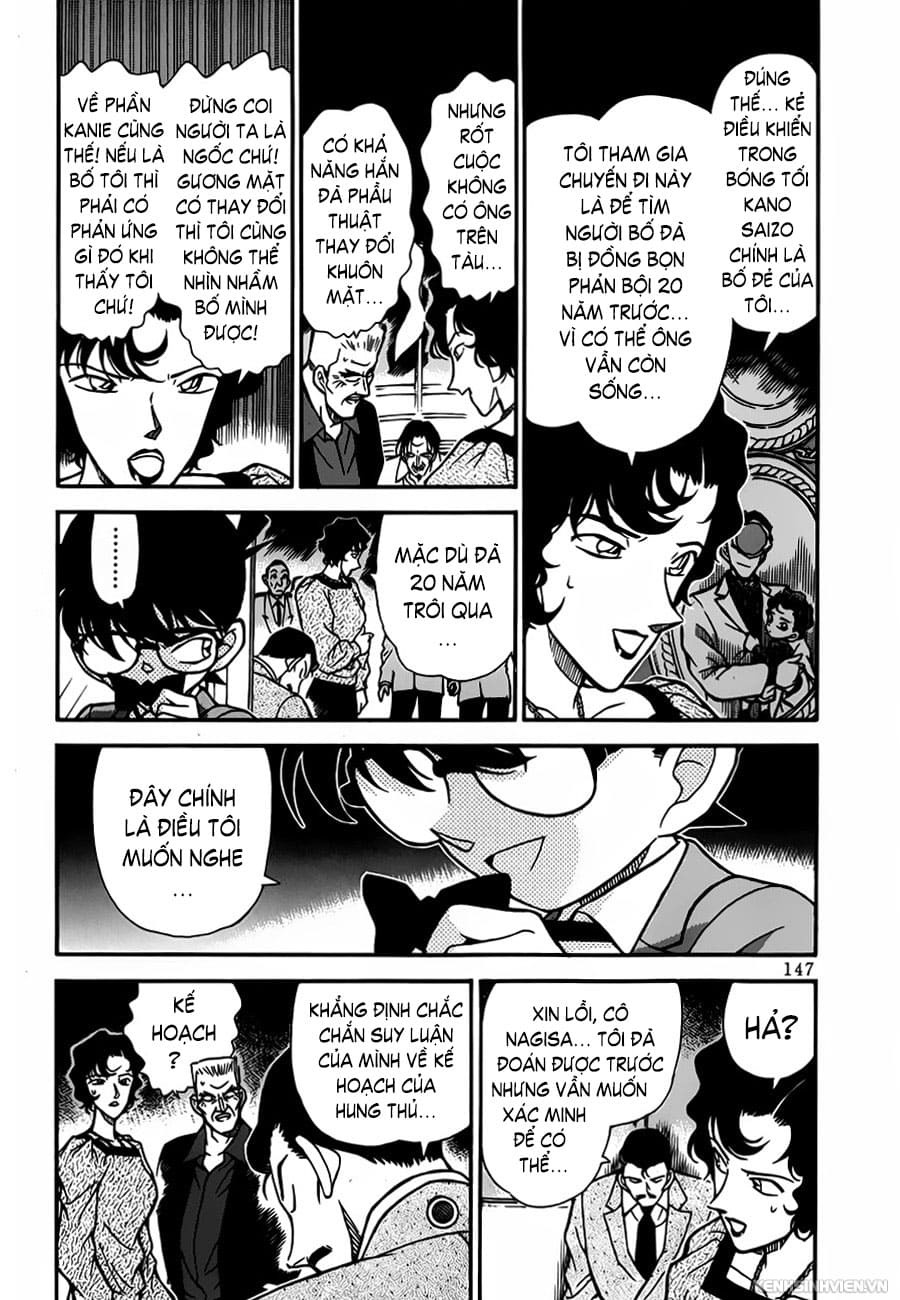 ĐÚNG
THẾ... KẺ
ĐIỀU KHIỂN
TRONG
BÓNG TỐI
KANO
SAIZO
CHÍNH LÀ
BỐ ĐẺ CỦA
TÔI...
TÔI THAM GIA
CHUYẾN ĐI NÀY
LÀ ĐỂ TÌM
NGƯỜI BỐ ĐÃ
BỊ ĐỒNG BỌN
PHẢN BỘI 20
NĂM TRƯỚC...
VÌ CÓ THỂ ÔNG
VẪN CÒN
SỐNG...
NHƯNG
RỐT
CUỘC
KHÔNG
CÓ ÔNG
TRÊN
TÀU...
CÓ KHẢ
NĂNG HẮN
ĐÃ PHẪU
THUẬT
THAY ĐỔI
KHUÔN
MẶT...
ĐỪNG COI
NGƯỜI TA LÀ
NGỐC CHỨ!
GƯƠNG MẶT
CÓ THAY ĐỔI
THÌ TÔI CŨNG
KHÔNG THỂ
NHÌN NHẦM
BỐ MÌNH
ĐƯỢC!
VỀ PHẦN
KANIE CŨNG
THẾ! NẾU LÀ
BỐ TÔI THÌ
PHẢI CÓ
PHẢN ỨNG
GÌ ĐÓ KHI
THẤY TÔI
CHỨ!
MẶC DÙ ĐÃ
20 NĂM
TRÔI QUA
...
........
ĐÂY CHÍNH
LÀ ĐIỀU TÔI
MUỐN NGHE
...
147
HẢ?
XIN LỖI, CÔ
NAGISA... TÔI ĐÃ
ĐOÁN ĐƯỢC TRƯỚC
NHƯNG VẪN MUỐN
XÁC MINH
ĐỂ CÓ
THỂ...
KHẲNG ĐỊNH CHẮC
CHẮN SUY LUẬN
CỦA MÌNH VỀ KẾ
HOẠCH CỦA
HUNG THỦ...
KẾ
HOẠCH
?
KENHSINHVIEN.VN